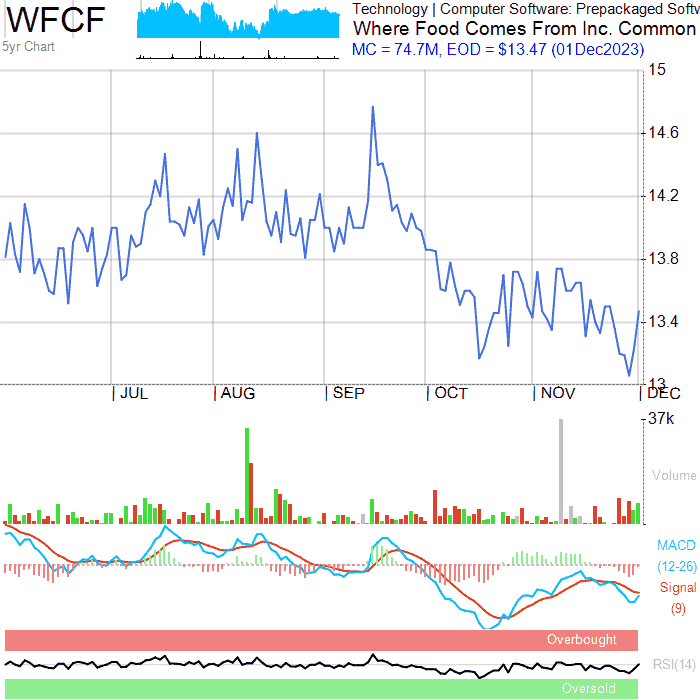 WFCF
5yr Chart
Technology | Computer Software: Prepackaged Softw
Where Food Comes From Inc. Common
MC = 74.7M, EOD = $13.47 (01Dec2023)
15
14.6
14.2
13.8
13.4
13
JUL AUG SEP OCT NOV DEC
37k
Volume
MACD
(12-26)
Signal
(9)
Overbought
RSI(14)
Oversold